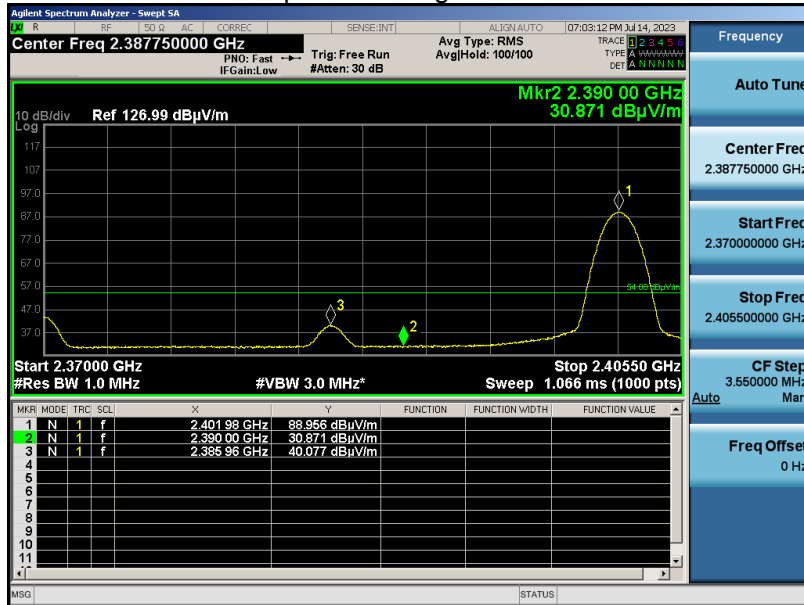 Agilent Spectrum Analyzer - Swept SA
LXI R RF 50 Ω AC CORREC SENSE:INT ALIGN AUTO 07:03:12 PM Jul 14, 2023
Center Freq 2.387750000 GHz
PNO: Fast
IFGain:Low
Trig: Free Run
#Atten: 30 dB
Avg Type: RMS
Avg|Hold: 100/100
TRACE 1 2 3 4 5 6
TYPE A WWWWW
DET A N N N N N
Mkr2 2.390 00 GHz
30.871 dBµV/m
10 dB/div Ref 126.99 dBµV/m
Log
117
107
97.0
87.0
77.0
67.0
57.0
47.0
37.0
1
54.00 dBµV/m
3
2
Start 2.37000 GHz Stop 2.40550 GHz
#Res BW 1.0 MHz #VBW 3.0 MHz* Sweep 1.066 ms (1000 pts)
MKR MODE TRC SCL X Y FUNCTION FUNCTION WIDTH FUNCTION VALUE
1 N 1 f 2.401 98 GHz 88.956 dBµV/m
2 N 1 f 2.390 00 GHz 30.871 dBµV/m
3 N 1 f 2.385 96 GHz 40.077 dBµV/m
4
5
6
7
8
9
10
11
MSG STATUS
Frequency
Auto Tune
Center Freq
2.387750000 GHz
Start Freq
2.370000000 GHz
Stop Freq
2.405500000 GHz
CF Step
3.550000 MHz
Auto Man
Freq Offset
0 Hz